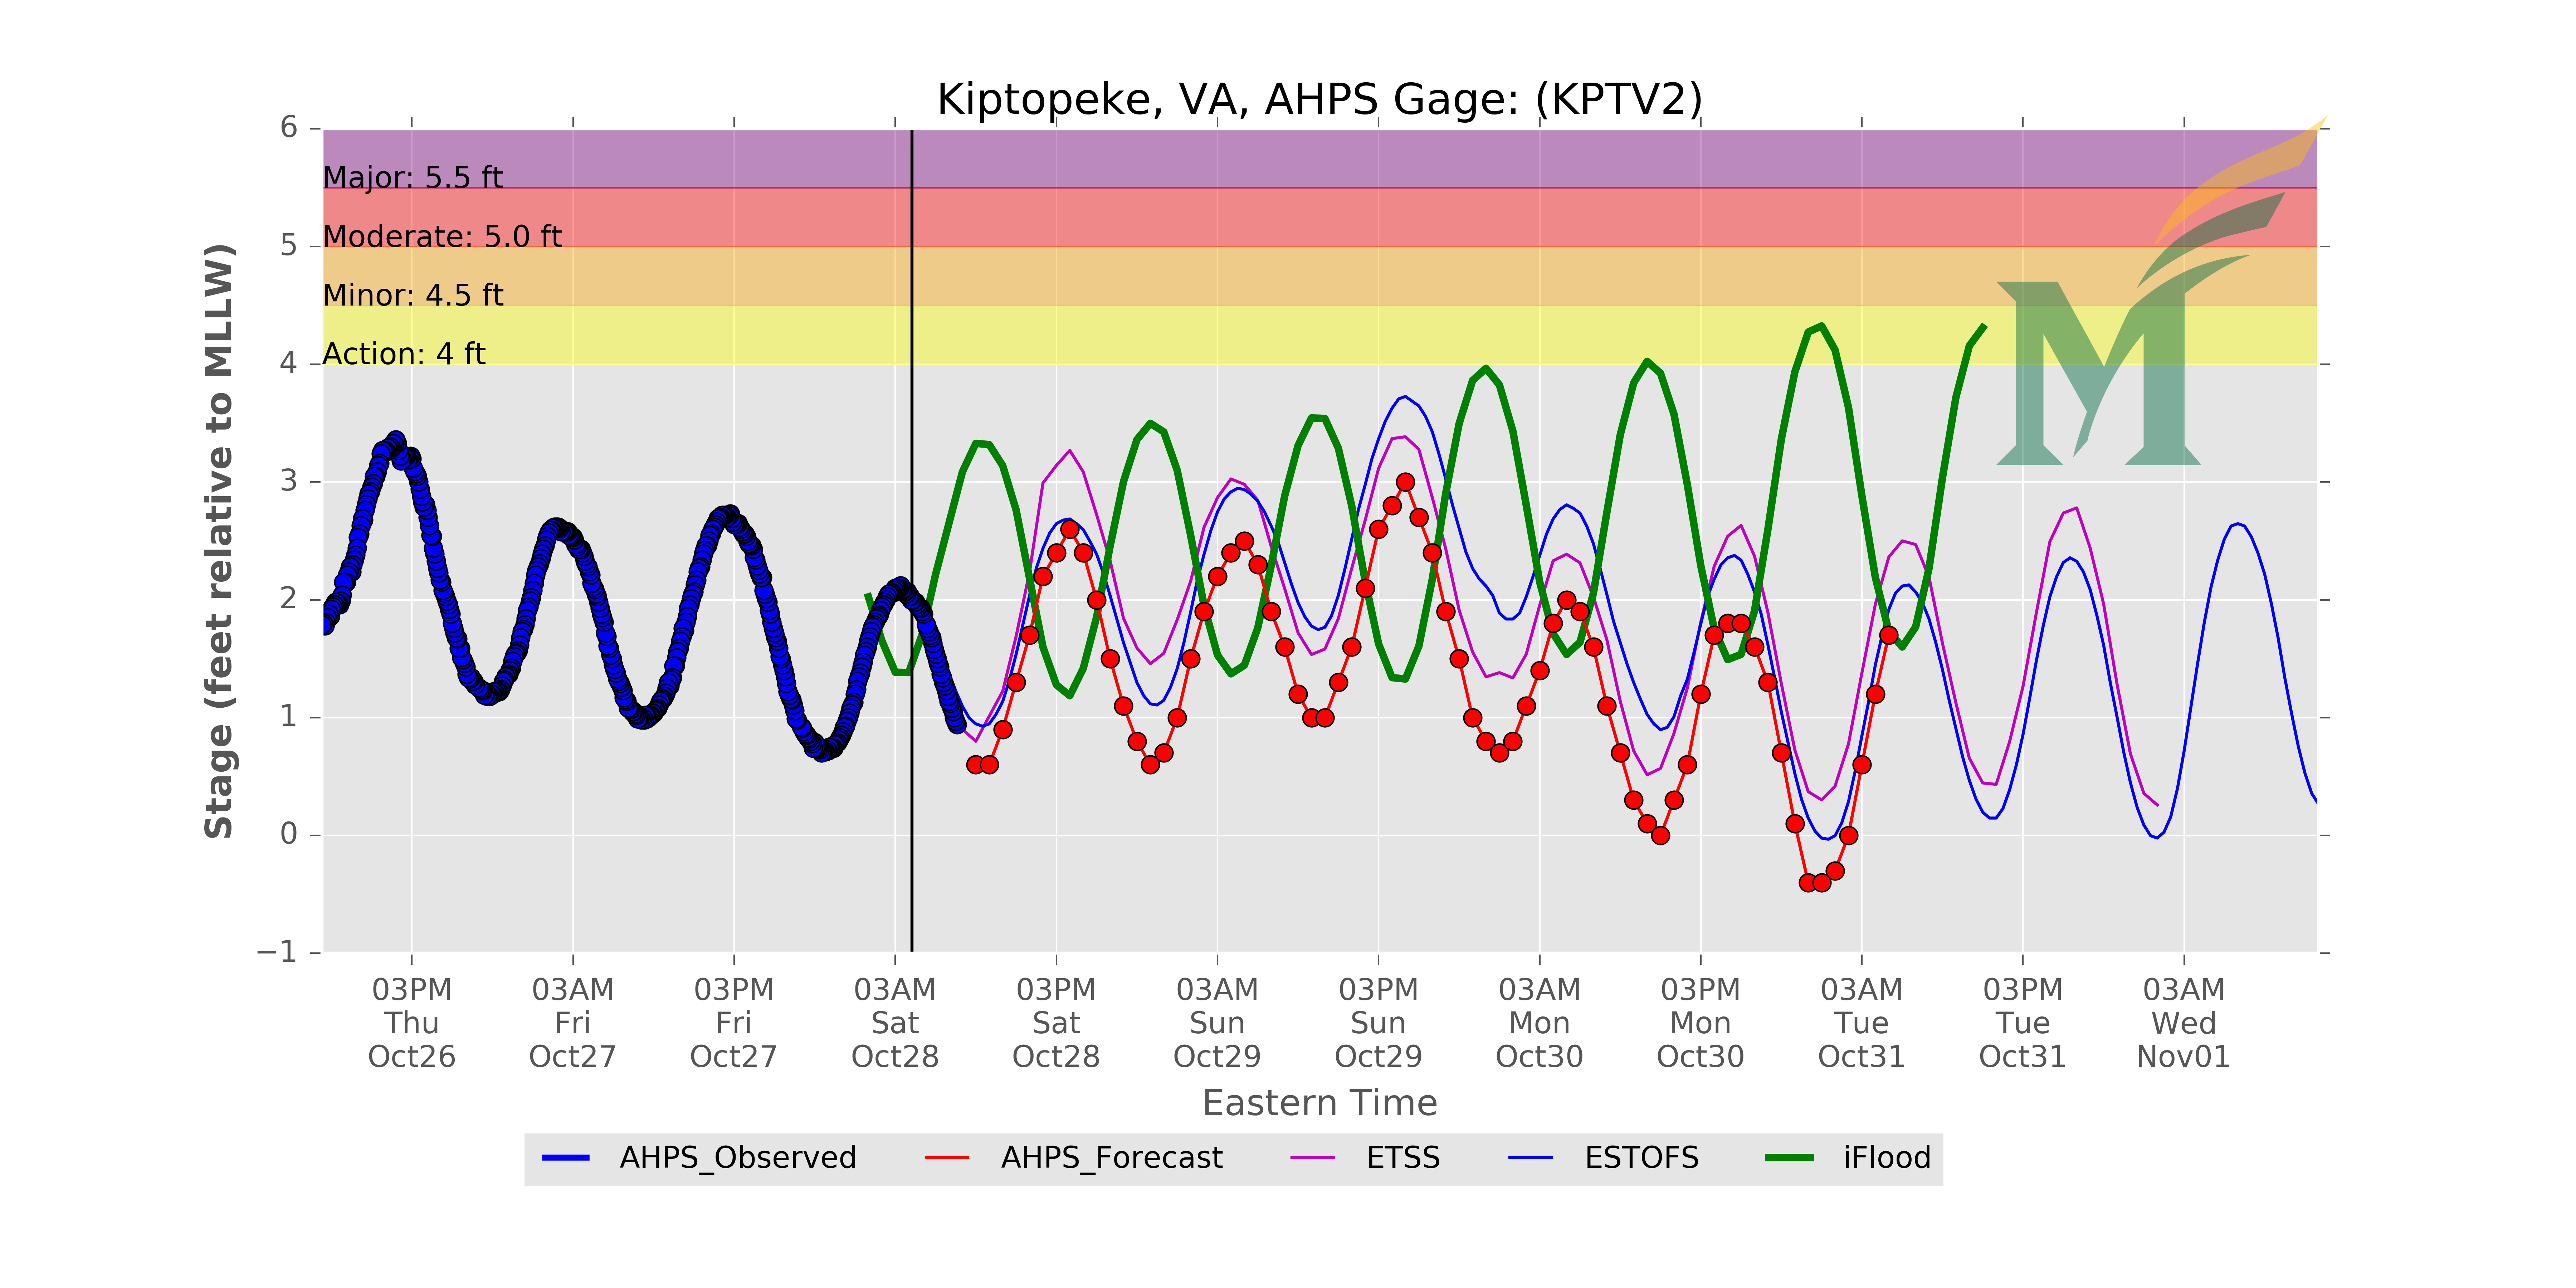 Kiptopeke, VA, AHPS Gage: (KPTV2)
6
5
4
3
2
1
0
−1
Stage (feet relative to MLLW)
Major: 5.5 ft
Moderate: 5.0 ft
Minor: 4.5 ft
Action: 4 ft
M
03PM 03AM 03PM 03AM 03PM 03AM 03PM 03AM 03PM 03AM 03PM 03AM
Thu Fri Fri Sat Sat Sun Sun Mon Mon Tue Tue Wed
Oct26 Oct27 Oct27 Oct28 Oct28 Oct29 Oct29 Oct30 Oct30 Oct31 Oct31 Nov01
Eastern Time
AHPS_Observed AHPS_Forecast ETSS ESTOFS iFlood